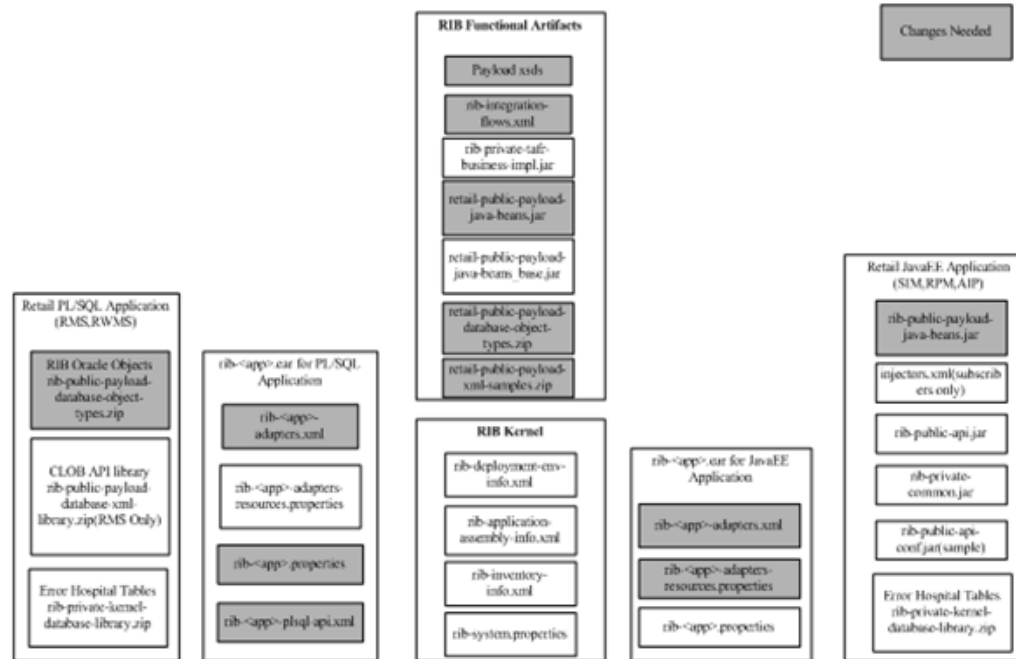 RIB Functional Artifacts
Payload xsds
rib-integration-
flows.xml
rib-private-tafr-
business-impl.jar
retail-public-payload-
java-beans.jar
retail-public-payload-
java-beans_base.jar
retail-public-payload-
database-object-
types.zip
retail-public-payload-
xml-samples.zip
Changes Needed
Retail PL/SQL Application
(RMS,RWMS)
RIB Oracle Objects
rib-public-payload-
database-object-
types.zip
CLOB API library
rib-public-payload-
database-xml-
library.zip(RMS Only)
Error Hospital Tables
rib-private-kernel-
database-library.zip
rib-<app>.ear for PL/SQL
Application
rib-<app>-
adapters.xml
rib-<app>-adapters-
resources.properties
rib-<app>.properties
rib-<app>-plsql-api.xml
RIB Kernel
rib-deployment-env-
info.xml
rib-application-
assembly-info.xml
rib-inventory-
info.xml
rib-system.properties
rib-<app>.ear for JavaEE
Application
rib-<app>-adapters.xml
rib-<app>-adapters-
resources.properties
rib-<app>.properties
Retail JavaEE Application
(SIM,RPM,AIP)
rib-public-payload-
java-beans.jar
injectors.xml(subscrib
ers only)
rib-public-api.jar
rib-private-
common.jar
rib-public-api-
conf.jar(sample)
Error Hospital Tables
rib-private-kernel-
database-library.zip